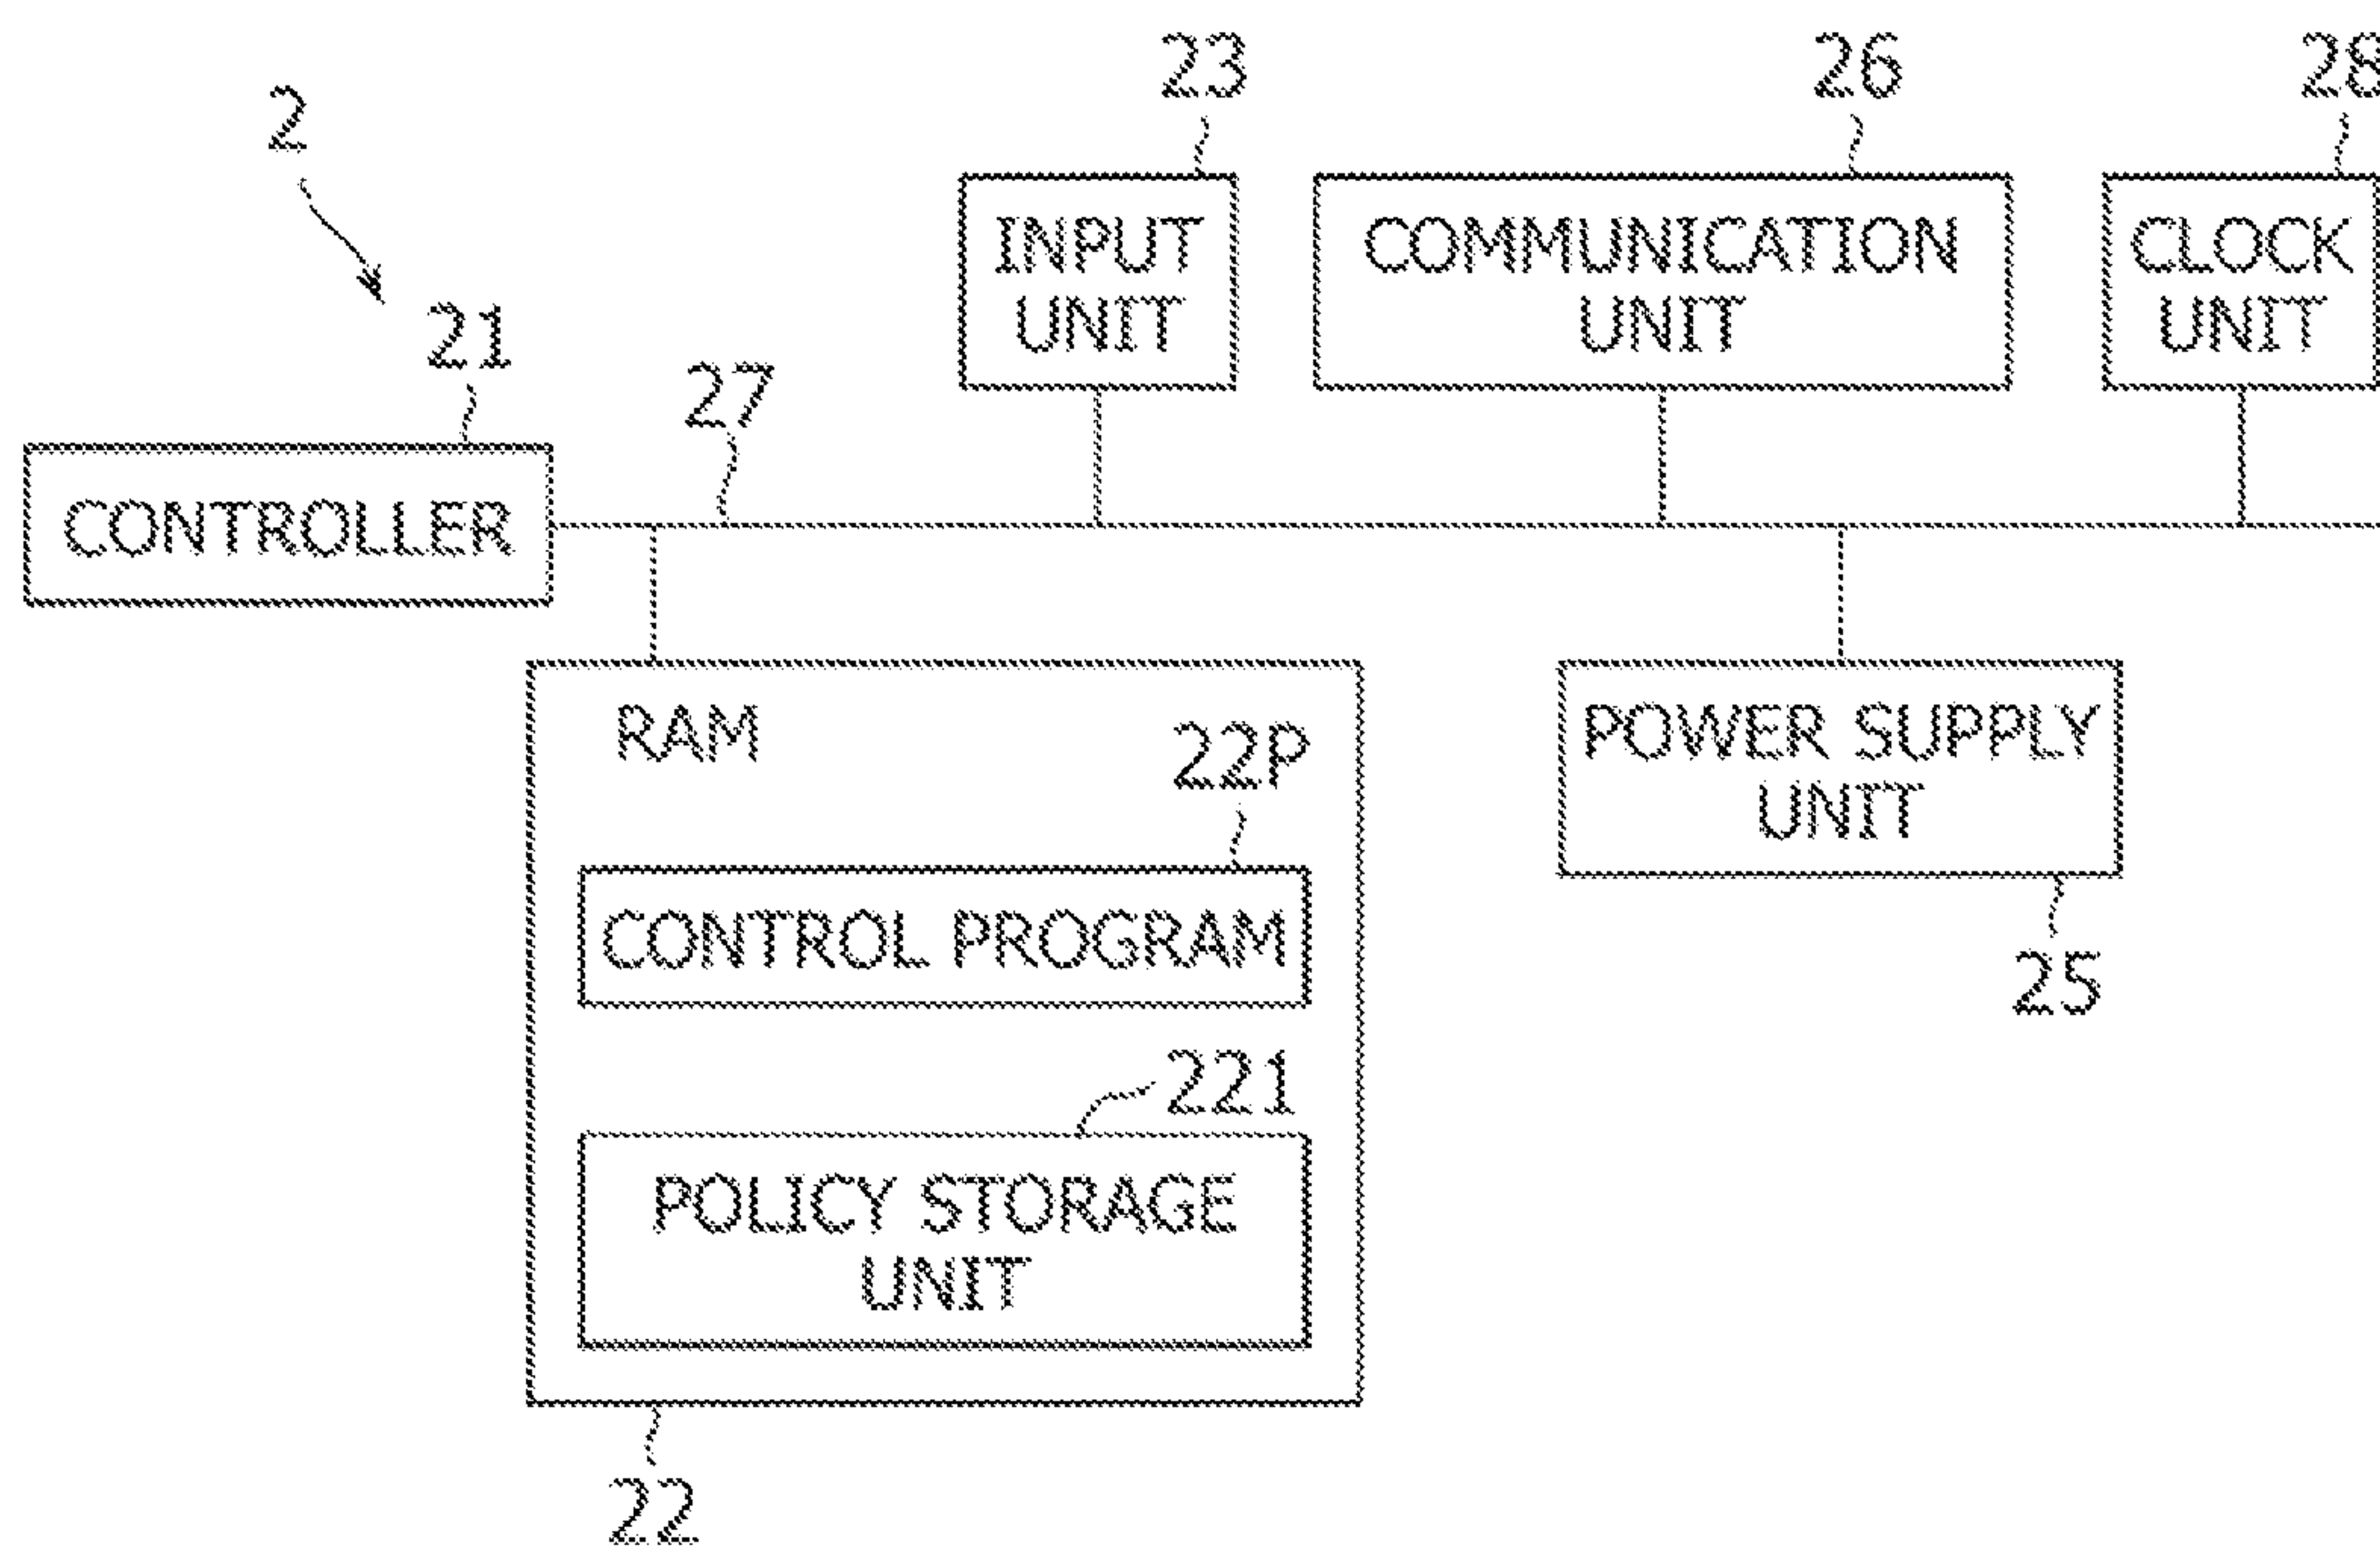 2
23
26
28
INPUT
UNIT
COMMUNICATION
UNIT
CLOCK
UNIT
21
27
CONTROLLER
RAM
22P
CONTROL PROGRAM
221
POLICY STORAGE
UNIT
22
POWER SUPPLY
UNIT
25